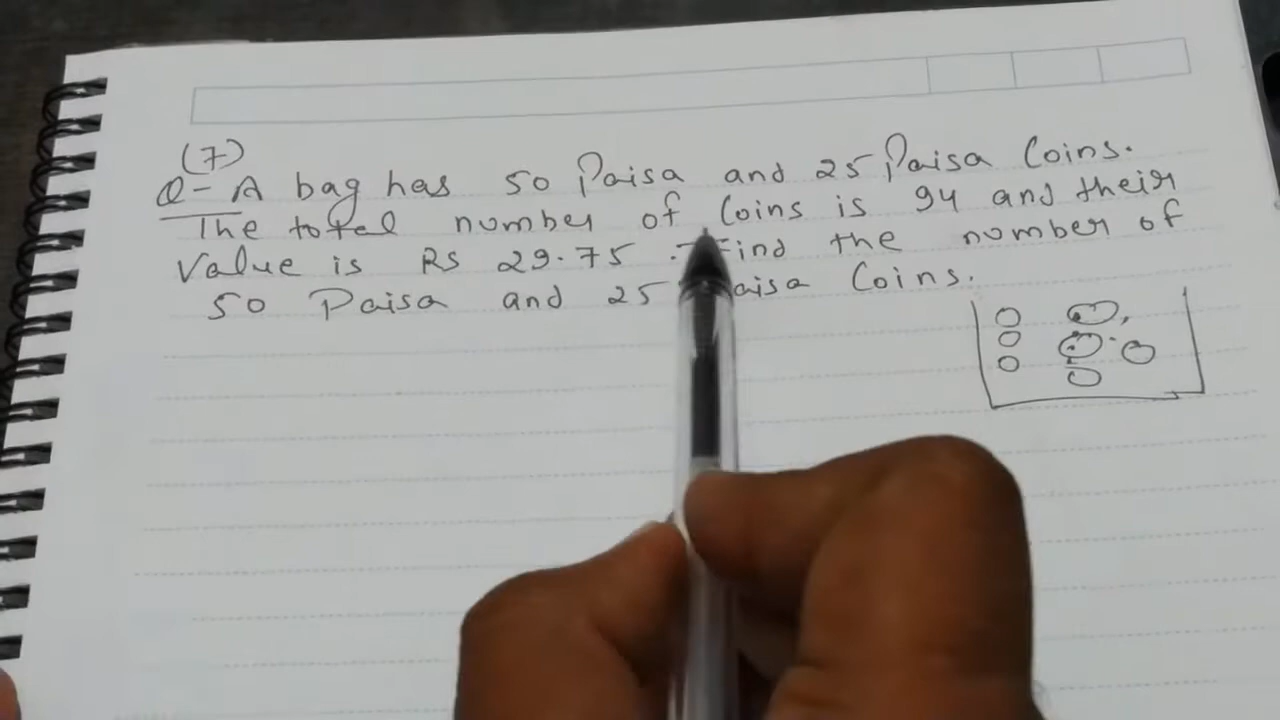 (7)
Q- A bag has 50 Paisa and 25 Paisa Coins.
The total number of Coins is 94 and their
Value is RS 29.75. Find the number of
50 Paisa and 25 aisa Coins.